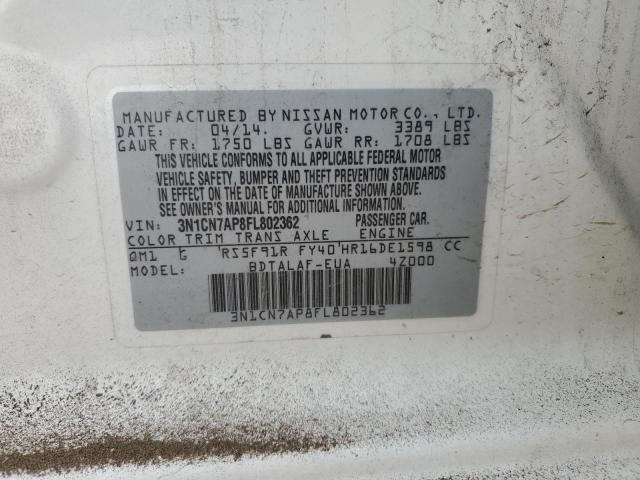 MANUFACTURED BY NISSAN MOTOR CO., LTD.
DATE: 04/14. GVWR: 3389 LBS
GAWR FR: 1750 LBS GAWR RR: 1708 LBS
THIS VEHICLE CONFORMS TO ALL APPLICABLE FEDERAL MOTOR
VEHICLE SAFETY, BUMPER AND THEFT PREVENTION STANDARDS
IN EFFECT ON THE DATE OF MANUFACTURE SHOWN ABOVE.
SEE OWNER'S MANUAL FOR ADDITIONAL INFORMATION
VIN: 3N1CN7AP8FL802362 PASSENGER CAR.
COLOR TRIM TRANS AXLE ENGINE
QM1 G 'RS5F91R FY40'HR16DE1598 CC
MODEL: BDTALAF-EUA 4Z000
3N1CN7AP8FL802362